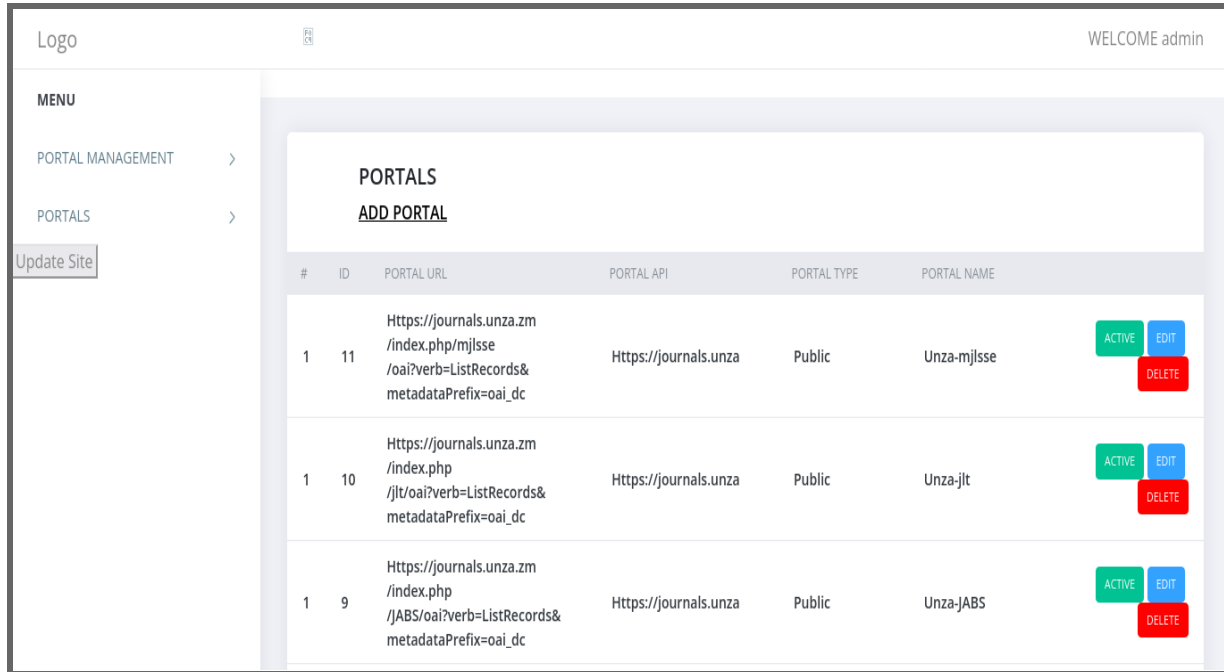 Logo
WELCOME admin
MENU
PORTAL MANAGEMENT
PORTALS
Update Site
PORTALS
ADD PORTAL
# ID PORTAL URL PORTAL API PORTAL TYPE PORTAL NAME
Https://journals.unza.zm
/index.php/mjlsse
/oai?verb=ListRecords&
metadataPrefix=oai_dc
1 11 Https://journals.unza Public Unza-mjlsse
ACTIVE EDIT
DELETE
Https://journals.unza.zm
/index.php
/jlt/oai?verb=ListRecords&
metadataPrefix=oai_dc
1 10 Https://journals.unza Public Unza-jlt
ACTIVE EDIT
DELETE
Https://journals.unza.zm
/index.php
/JABS/oai?verb=ListRecords&
metadataPrefix=oai_dc
1 9 Https://journals.unza Public Unza-JABS
ACTIVE EDIT
DELETE